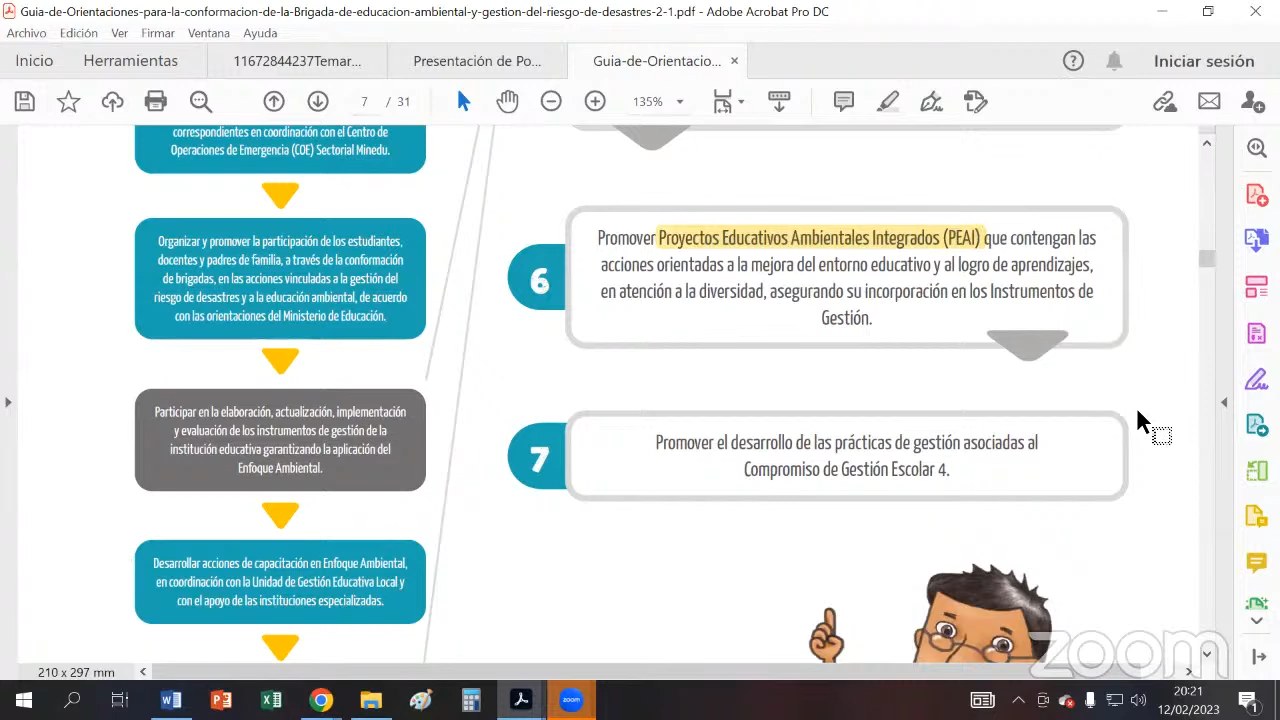 Guia-de-Orientaciones-para-la-conformacion-de-la-Brigada-de-educacion-ambiental-y-gestion-del-riesgo-de-desastres-2-1.pdf - Adobe Acrobat Pro DC
Archivo Edición Ver Firmar Ventana Ayuda
Inicio Herramientas 11672844237Temar... Presentación de Po... Guia-de-Orientacio... × Iniciar sesión
7 / 31 135%
correspondientes en coordinación con el Centro de
Operaciones de Emergencia (COE) Sectorial Minedu.
Organizar y promover la participación de los estudiantes,
docentes y padres de familia, a través de la conformación
de brigadas, en las acciones vinculadas a la gestión del
riesgo de desastres y a la educación ambiental, de acuerdo
con las orientaciones del Ministerio de Educación.
Participar en la elaboración, actualización, implementación
y evaluación de los instrumentos de gestión de la
institución educativa garantizando la aplicación del
Enfoque Ambiental.
Desarrollar acciones de capacitación en Enfoque Ambiental,
en coordinación con la Unidad de Gestión Educativa Local y
con el apoyo de las instituciones especializadas.
6
Promover Proyectos Educativos Ambientales Integrados (PEAI) que contengan las
acciones orientadas a la mejora del entorno educativo y al logro de aprendizajes,
en atención a la diversidad, asegurando su incorporación en los Instrumentos de
Gestión.
7
Promover el desarrollo de las prácticas de gestión asociadas al
Compromiso de Gestión Escolar 4.
zoom
210 x 297 mm
zoom
20:21
12/02/2023
1